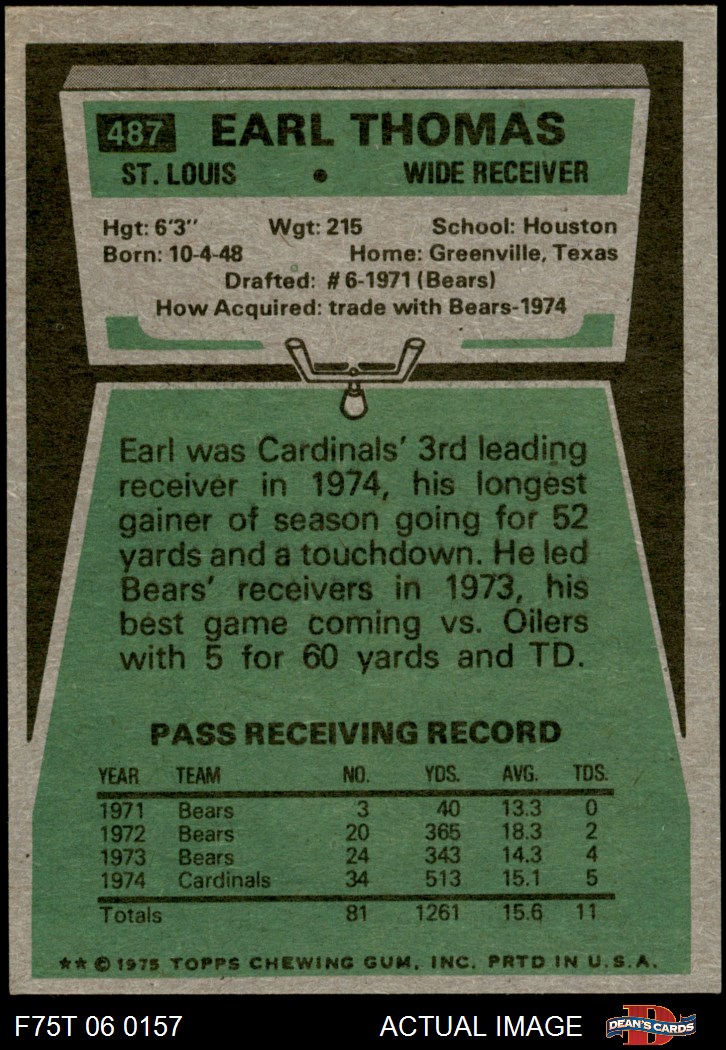 487 EARL THOMAS
ST. LOUIS • WIDE RECEIVER
Hgt: 6'3" Wgt: 215 School: Houston
Born: 10-4-48 Home: Greenville, Texas
Drafted: #6-1971 (Bears)
How Acquired: trade with Bears-1974
Earl was Cardinals' 3rd leading
receiver in 1974, his longest
gainer of season going for 52
yards and a touchdown. He led
Bears' receivers in 1973, his
best game coming vs. Oilers
with 5 for 60 yards and TD.
PASS RECEIVING RECORD
YEAR TEAM NO. YDS. AVG. TDS.
1971 Bears 3 40 13.3 0
1972 Bears 20 365 18.3 2
1973 Bears 24 343 14.3 4
1974 Cardinals 34 513 15.1 5
Totals 81 1261 15.6 11
★★ © 1975 TOPPS CHEWING GUM, INC. PRTD IN U.S.A.
F75T 06 0157 ACTUAL IMAGE D DEAN'S CARDS